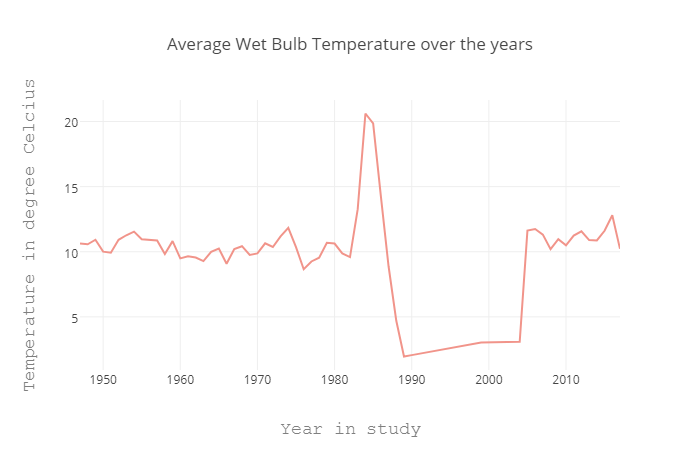 Average Wet Bulb Temperature over the years
Temperature in degree Celcius
20
15
10
5
1950 1960 1970 1980 1990 2000 2010
Year in study